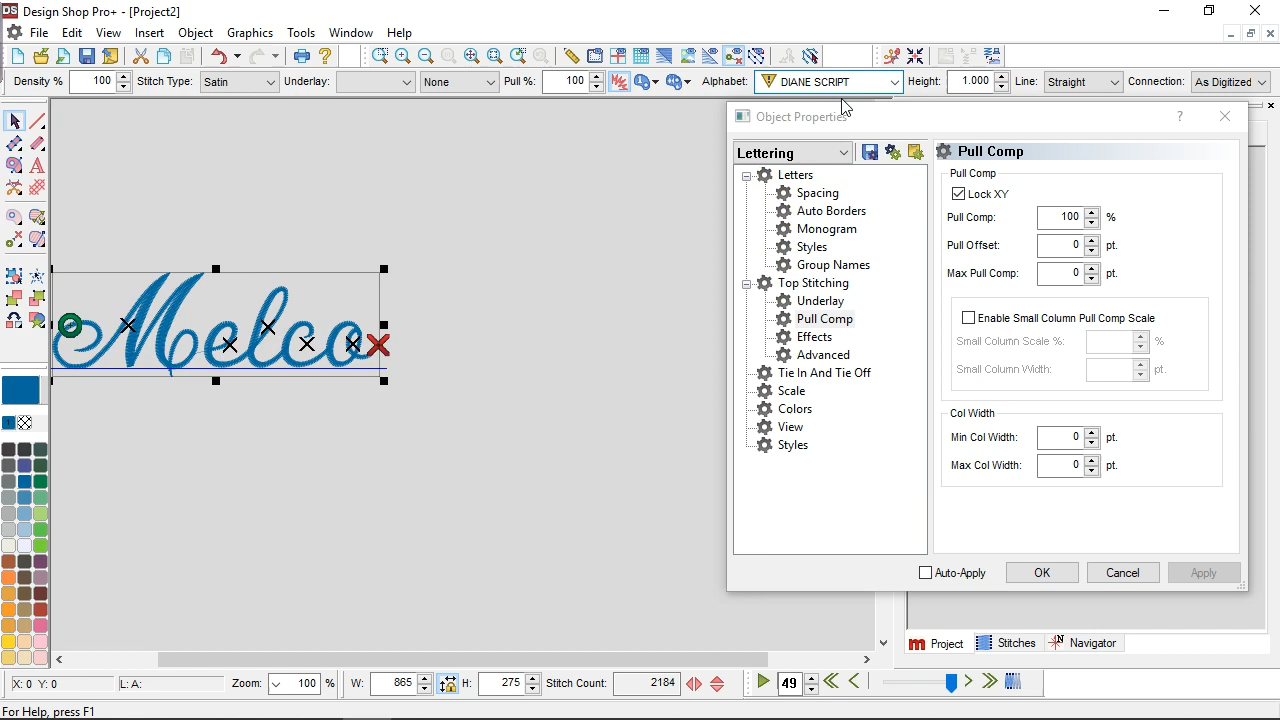 DS Design Shop Pro+ - [Project2]
File Edit View Insert Object Graphics Tools Window Help
Density % 100 Stitch Type: Satin Underlay: None Pull %: 100 Alphabet: DIANE SCRIPT Height: 1.000 Line: Straight Connection: As Digitized
Object Properties
Lettering
Letters
Spacing
Auto Borders
Monogram
Styles
Group Names
Top Stitching
Underlay
Pull Comp
Effects
Advanced
Tie In And Tie Off
Scale
Colors
View
Styles
Pull Comp
Pull Comp
Lock XY
Pull Comp: 100 %
Pull Offset: 0 pt.
Max Pull Comp: 0 pt.
Enable Small Column Pull Comp Scale
Small Column Scale %: %
Small Column Width: pt.
Col Width
Min Col Width: 0 pt.
Max Col Width: 0 pt.
Auto-Apply OK Cancel Apply
Melco
m Project Stitches N Navigator
X: 0 Y: 0 L: A: Zoom: 100 % W: 865 H: 275 Stitch Count: 2184 49
For Help, press F1